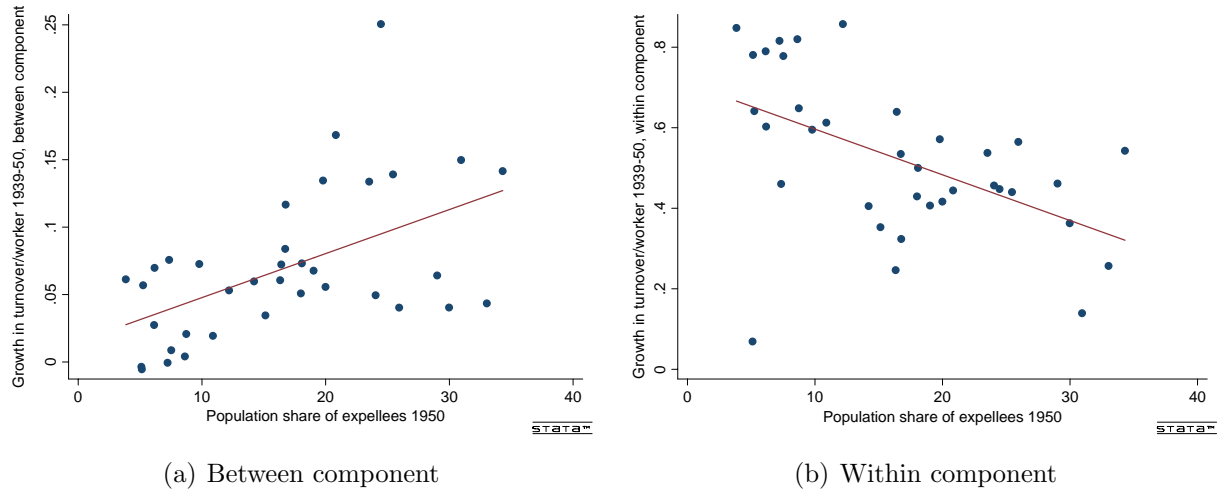 Growth in turnover/worker 1939-50, between component
.25
.2
.15
.1
.05
0
0 10 20 30 40
Population share of expellees 1950
STATA™
(a) Between component
Growth in turnover/worker 1939-50, within component
.8
.6
.4
.2
0
0 10 20 30 40
Population share of expellees 1950
STATA™
(b) Within component